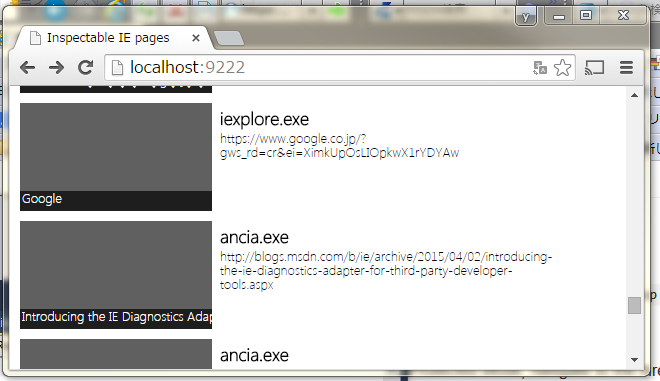 Inspectable IE pages
y
localhost:9222
iexplore.exe
https://www.google.co.jp/?
gws_rd=cr&ei=XimkUpOsLIOpkwX1rYDYAw
Google
ancia.exe
http://blogs.msdn.com/b/ie/archive/2015/04/02/introducing-
the-ie-diagnostics-adapter-for-third-party-developer-
tools.aspx
Introducing the IE Diagnostics Adap
ancia.exe